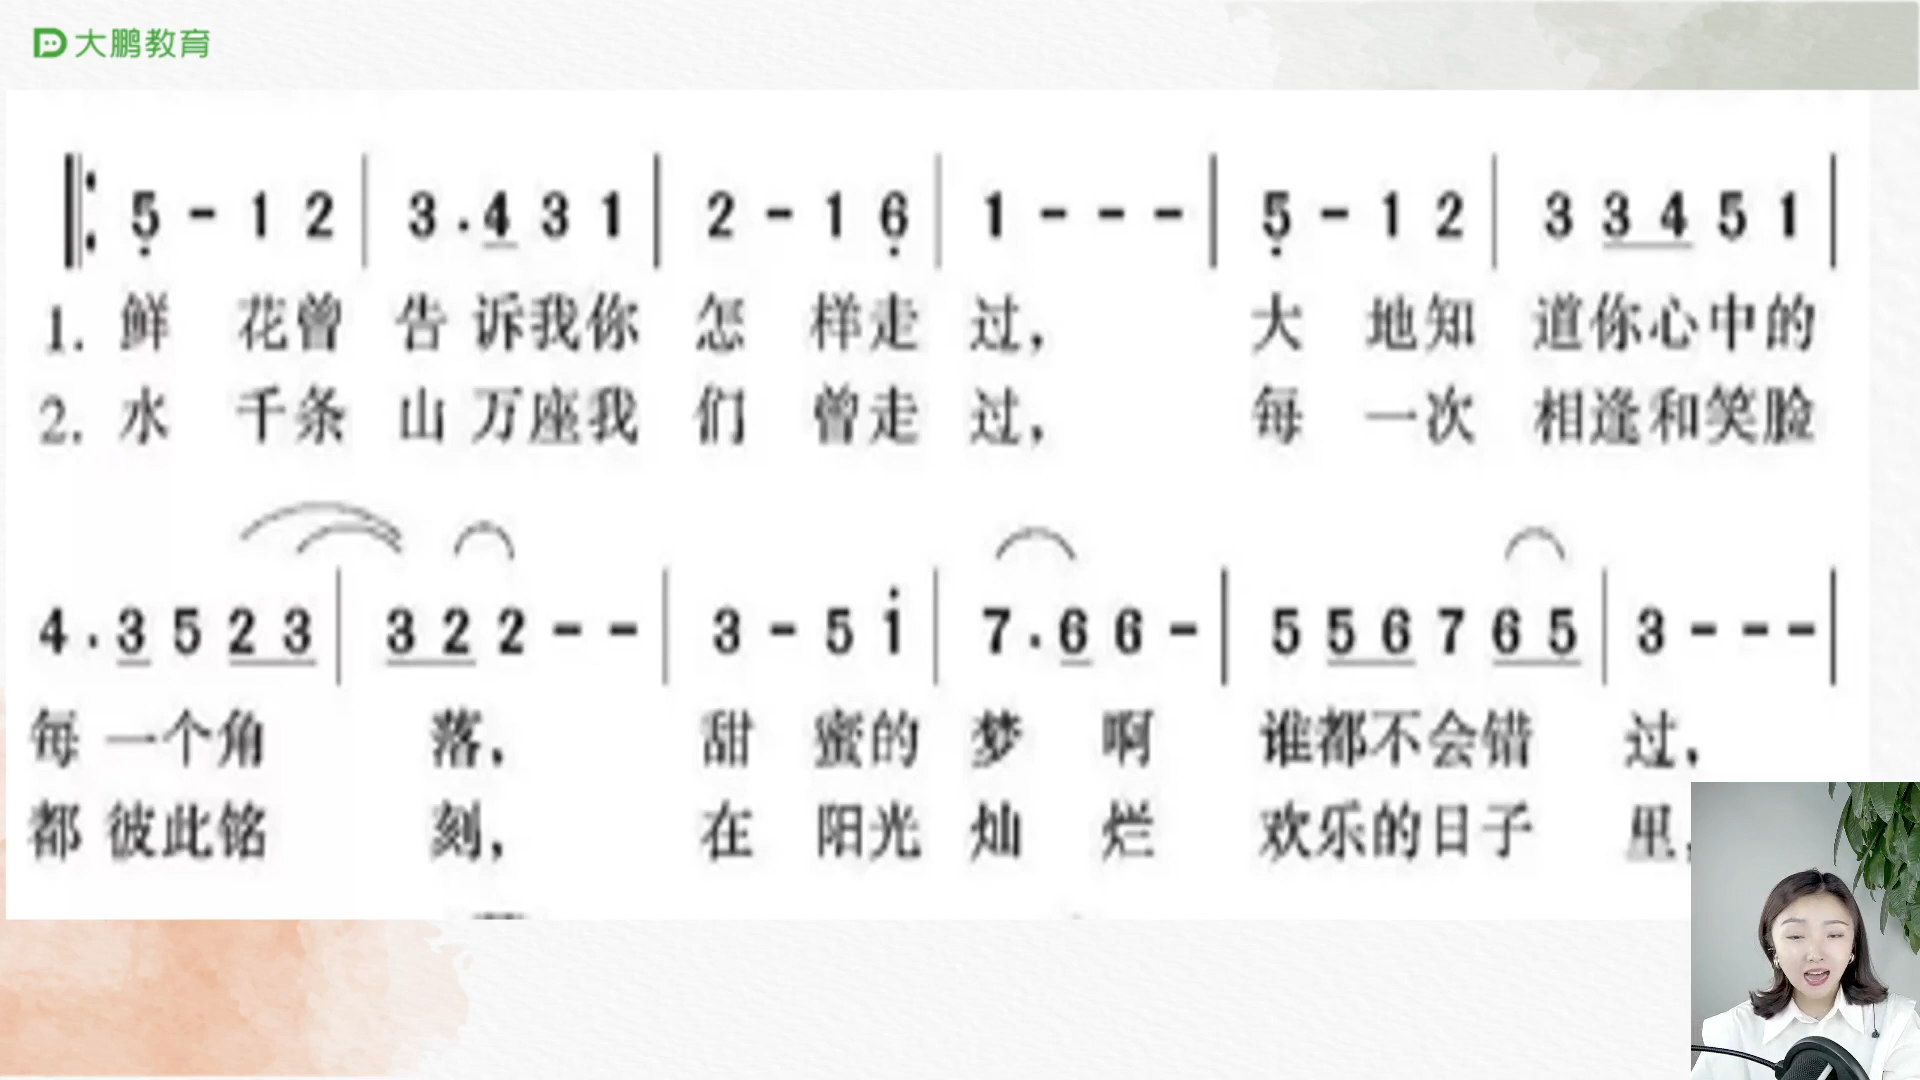 大鹏教育
5 - 1 2 | 3 . 4 3 1 | 2 - 1 6 | 1 - - - | 5 - 1 2 | 3 3 4 5 1 |
1. 鲜 花曾 告诉我你 怎 样走 过， 大 地知 道你心中的
2. 水 千条 山万座我 们 曾走 过， 每 一次 相逢和笑脸
4 . 3 5 2 3 | 3 2 2 - - | 3 - 5 1 | 7 . 6 6 - | 5 5 6 7 6 5 | 3 - - - |
每 一个角 落， 甜 蜜的 梦 啊 谁都不会错 过，
都 彼此铭 刻， 在 阳光 灿 烂 欢乐的日子 里，